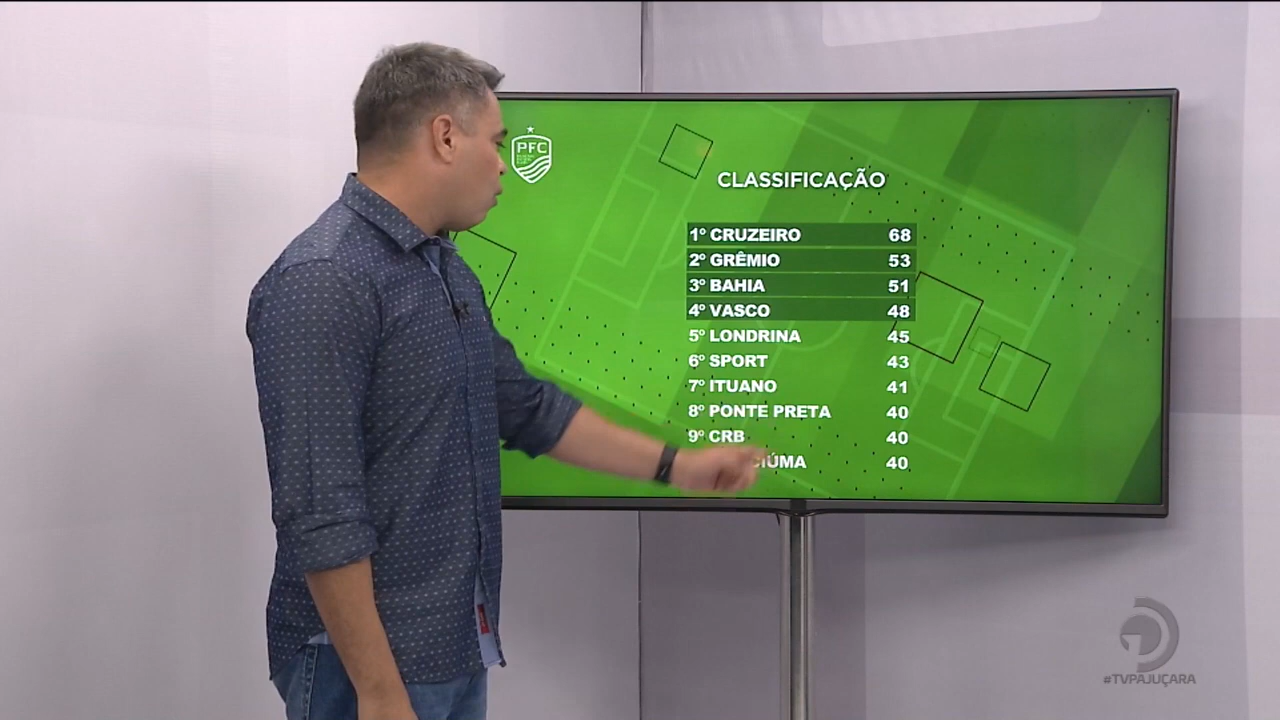 PFC
CLASSIFICAÇÃO
1º CRUZEIRO 68
2º GRÊMIO 53
3º BAHIA 51
4º VASCO 48
5º LONDRINA 45
6º SPORT 43
7º ITUANO 41
8º PONTE PRETA 40
9º CRB 40
CIÚMA 40
#TVPAJUÇARA